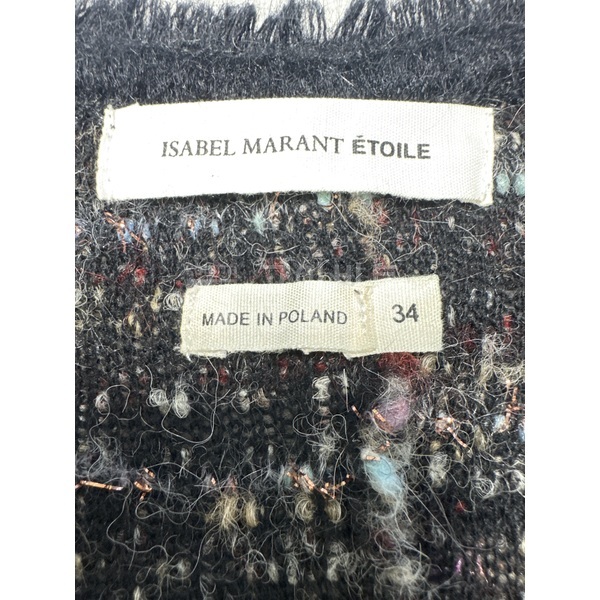 ISABEL MARANT ÉTOILE
MADE IN POLAND
34